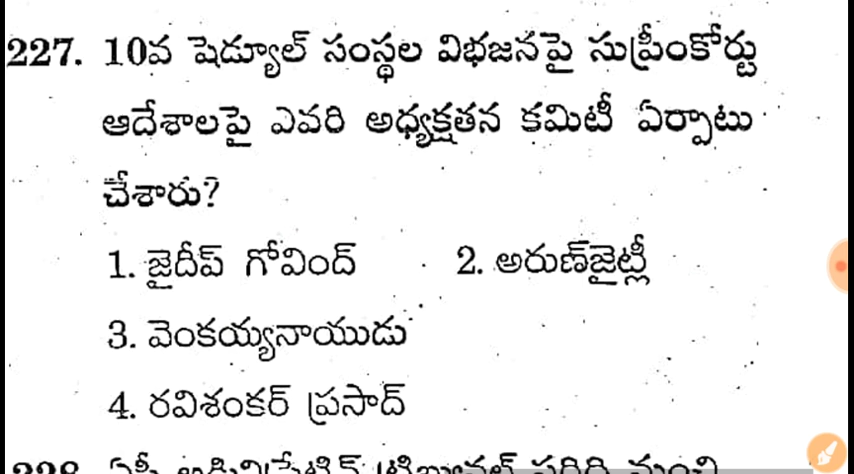 227. 10వ షెడ్యూల్ సంస్థల విభజనపై సుప్రీంకోర్టు
ఆదేశాలపై ఎవరి అధ్యక్షతన కమిటీ ఏర్పాటు
చేశారు?
1. జైదీప్ గోవింద్ 2. అరుణ్‌జైట్లీ
3. వెంకయ్యనాయుడు
4. రవిశంకర్ ప్రసాద్